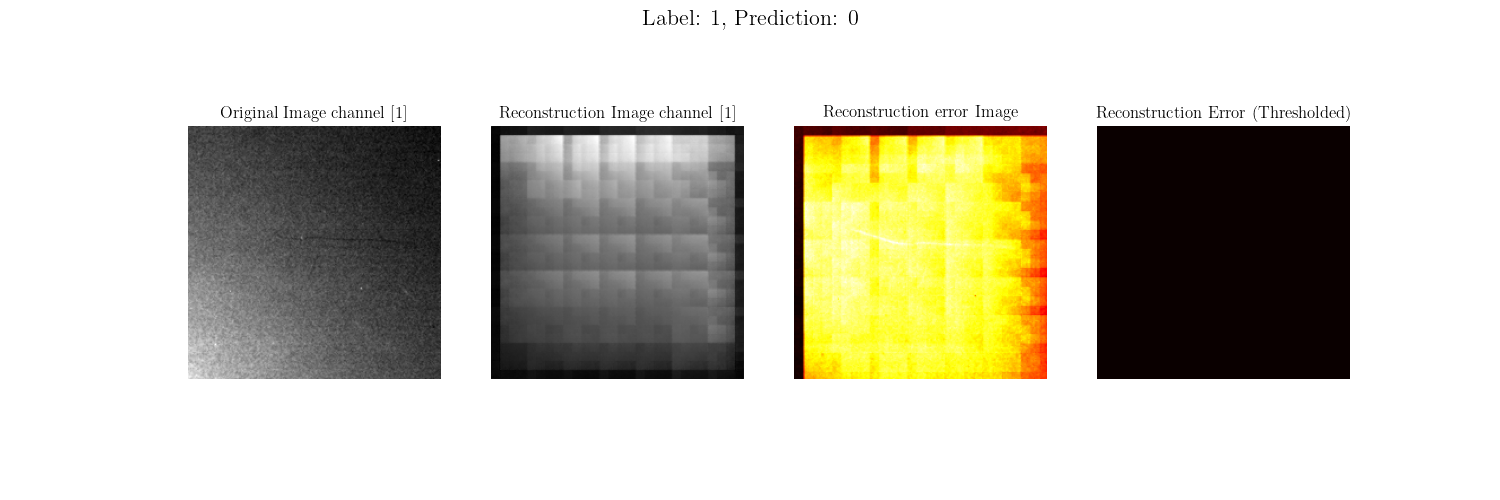 Label: 1, Prediction: 0
Original Image channel [1]
Reconstruction Image channel [1]
Reconstruction error Image
Reconstruction Error (Thresholded)